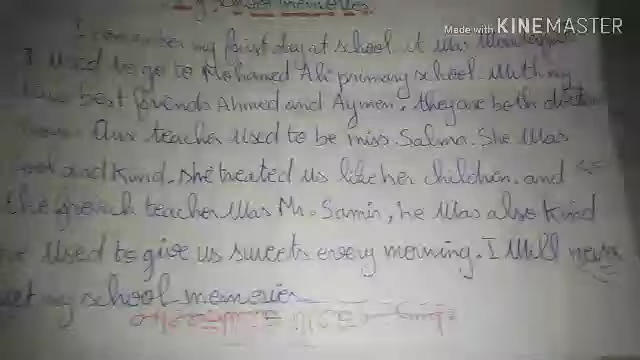 Made with KINEMASTER
school memories
I remember my first day at school. it was
I used to go to Mohamed Ali primary school. With my
best friends Ahmed and Aymen. they are both
Our teacher used to be miss. Salma. She was
and Kind. she treated us like her children. and
the french teacher was Mr. Samir, he was also Kind
used to give us sweets every morning. I will never
my school memories